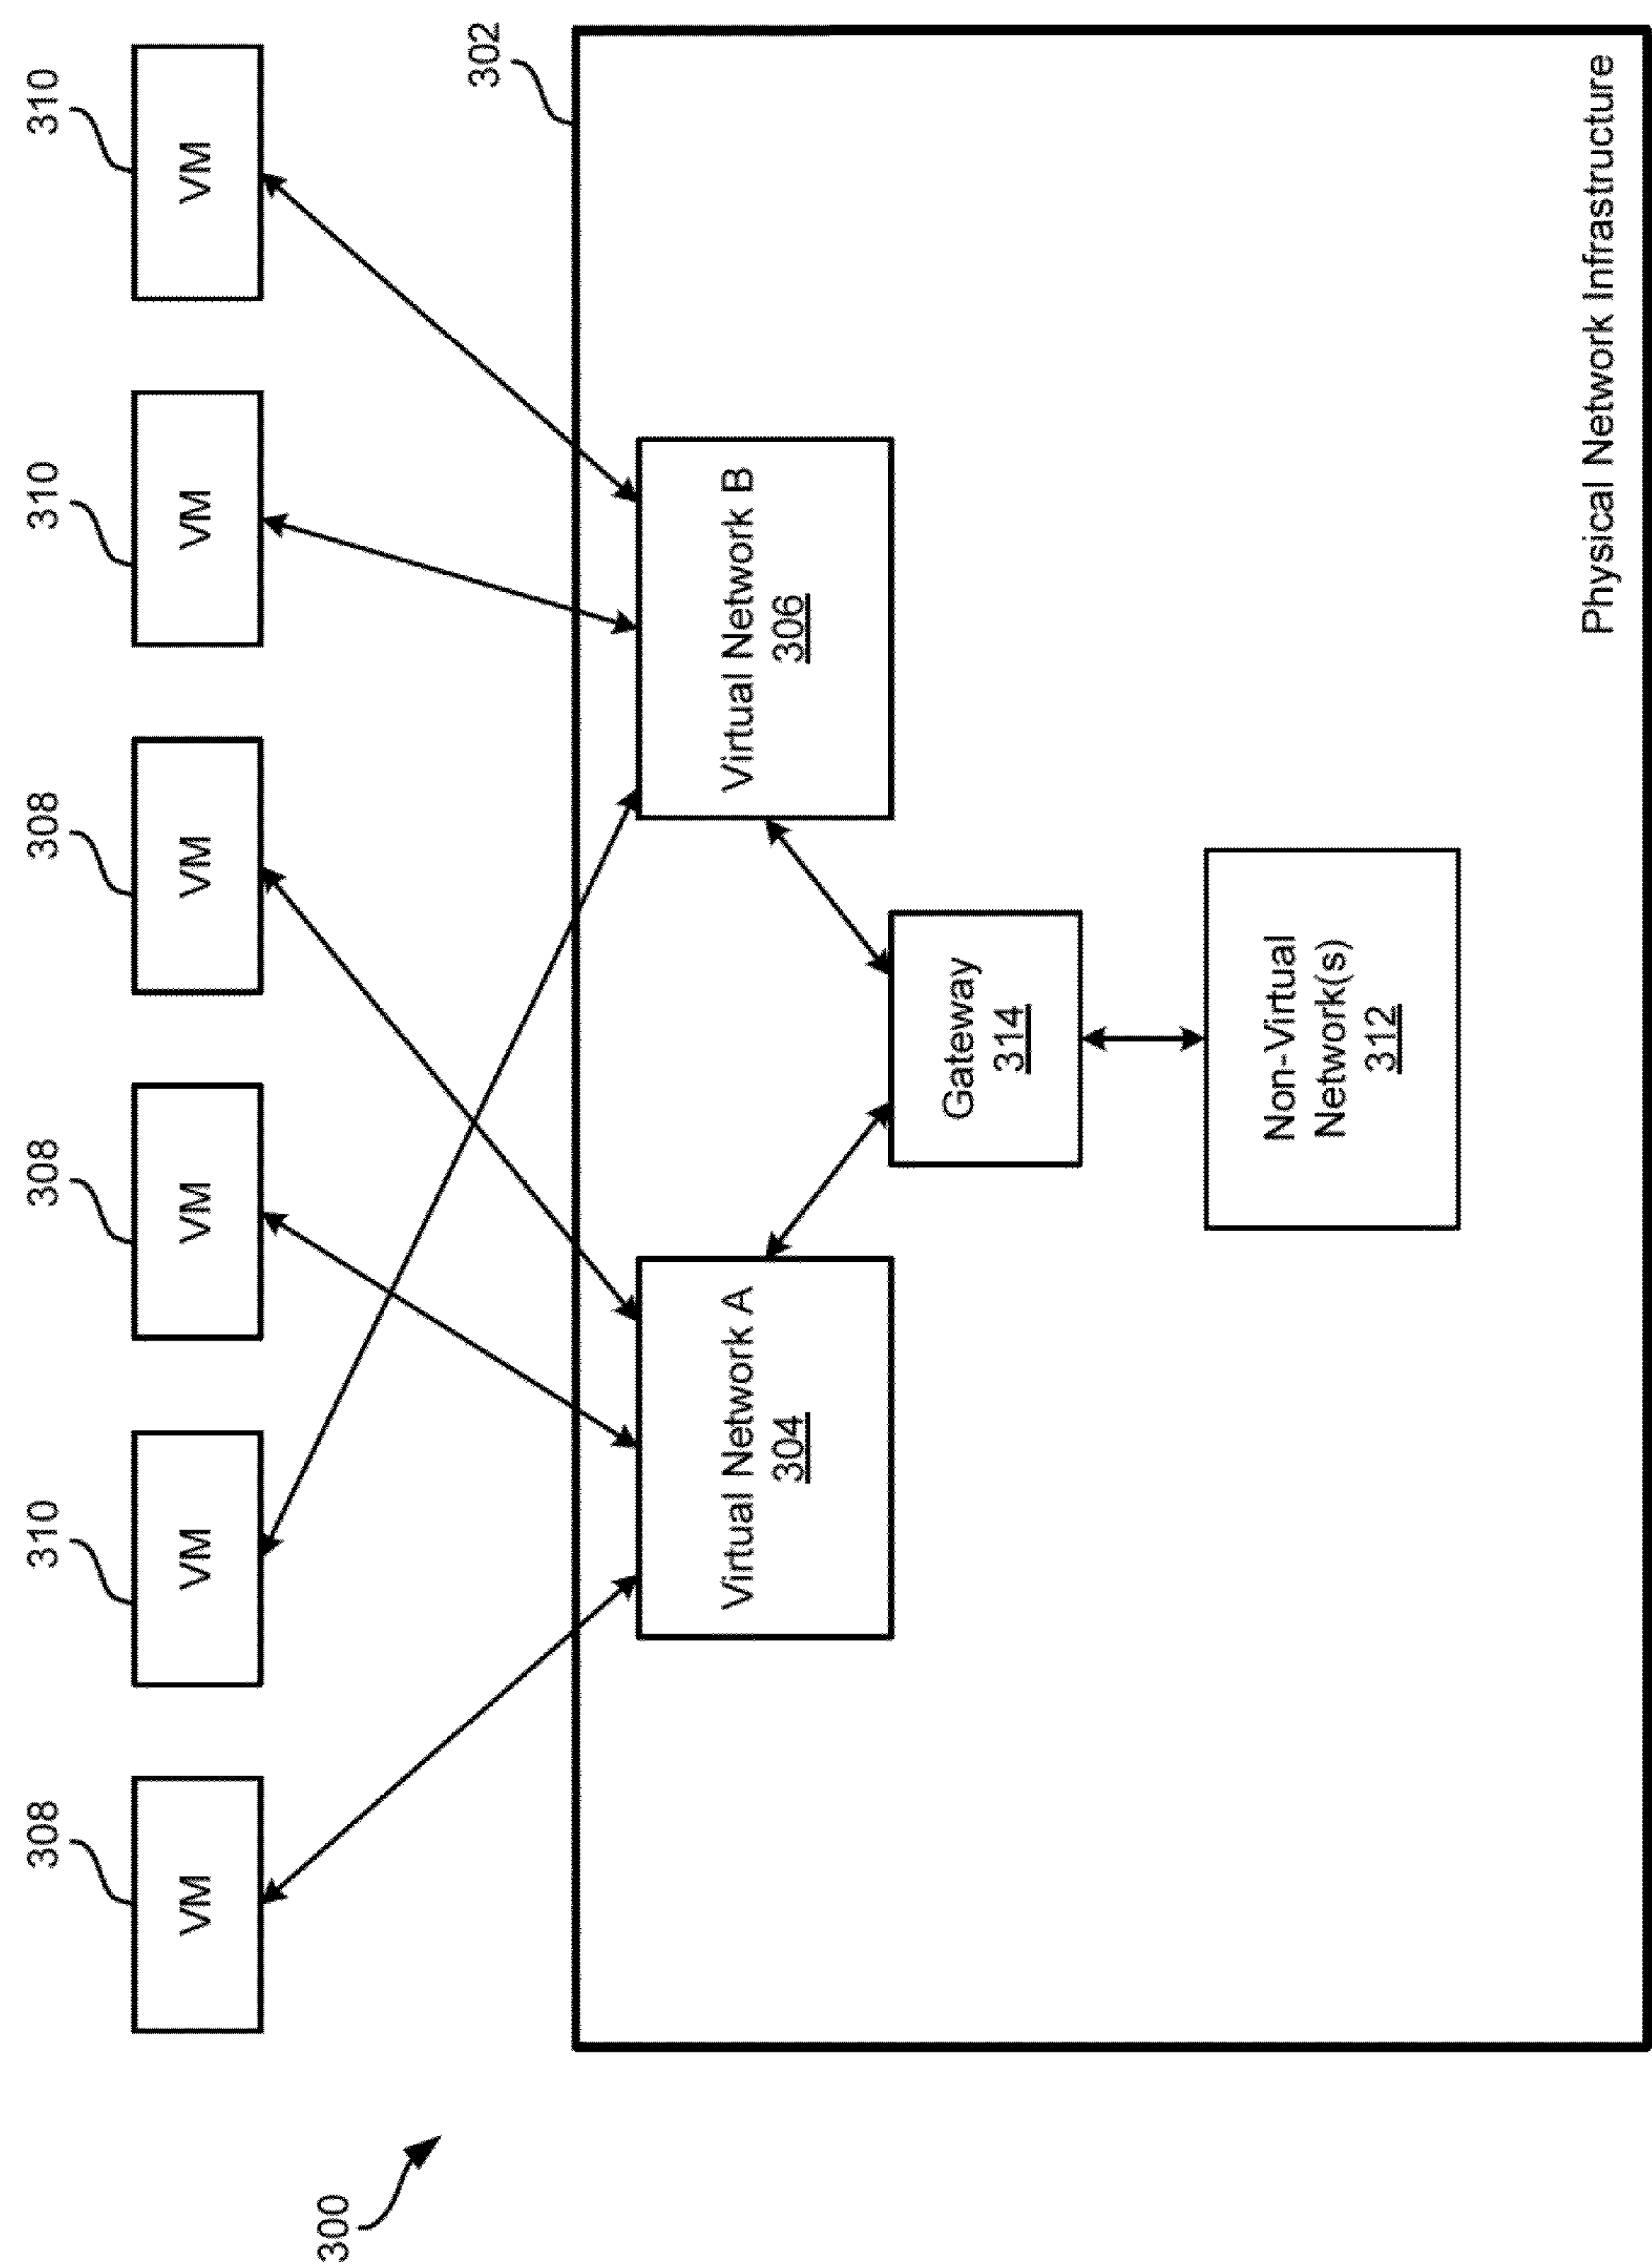 300
308
310
308
308
310
310
VM
VM
VM
VM
VM
VM
302
Virtual Network A
304
Virtual Network B
306
Gateway
314
Non-Virtual
Network(s)
312
Physical Network Infrastructure